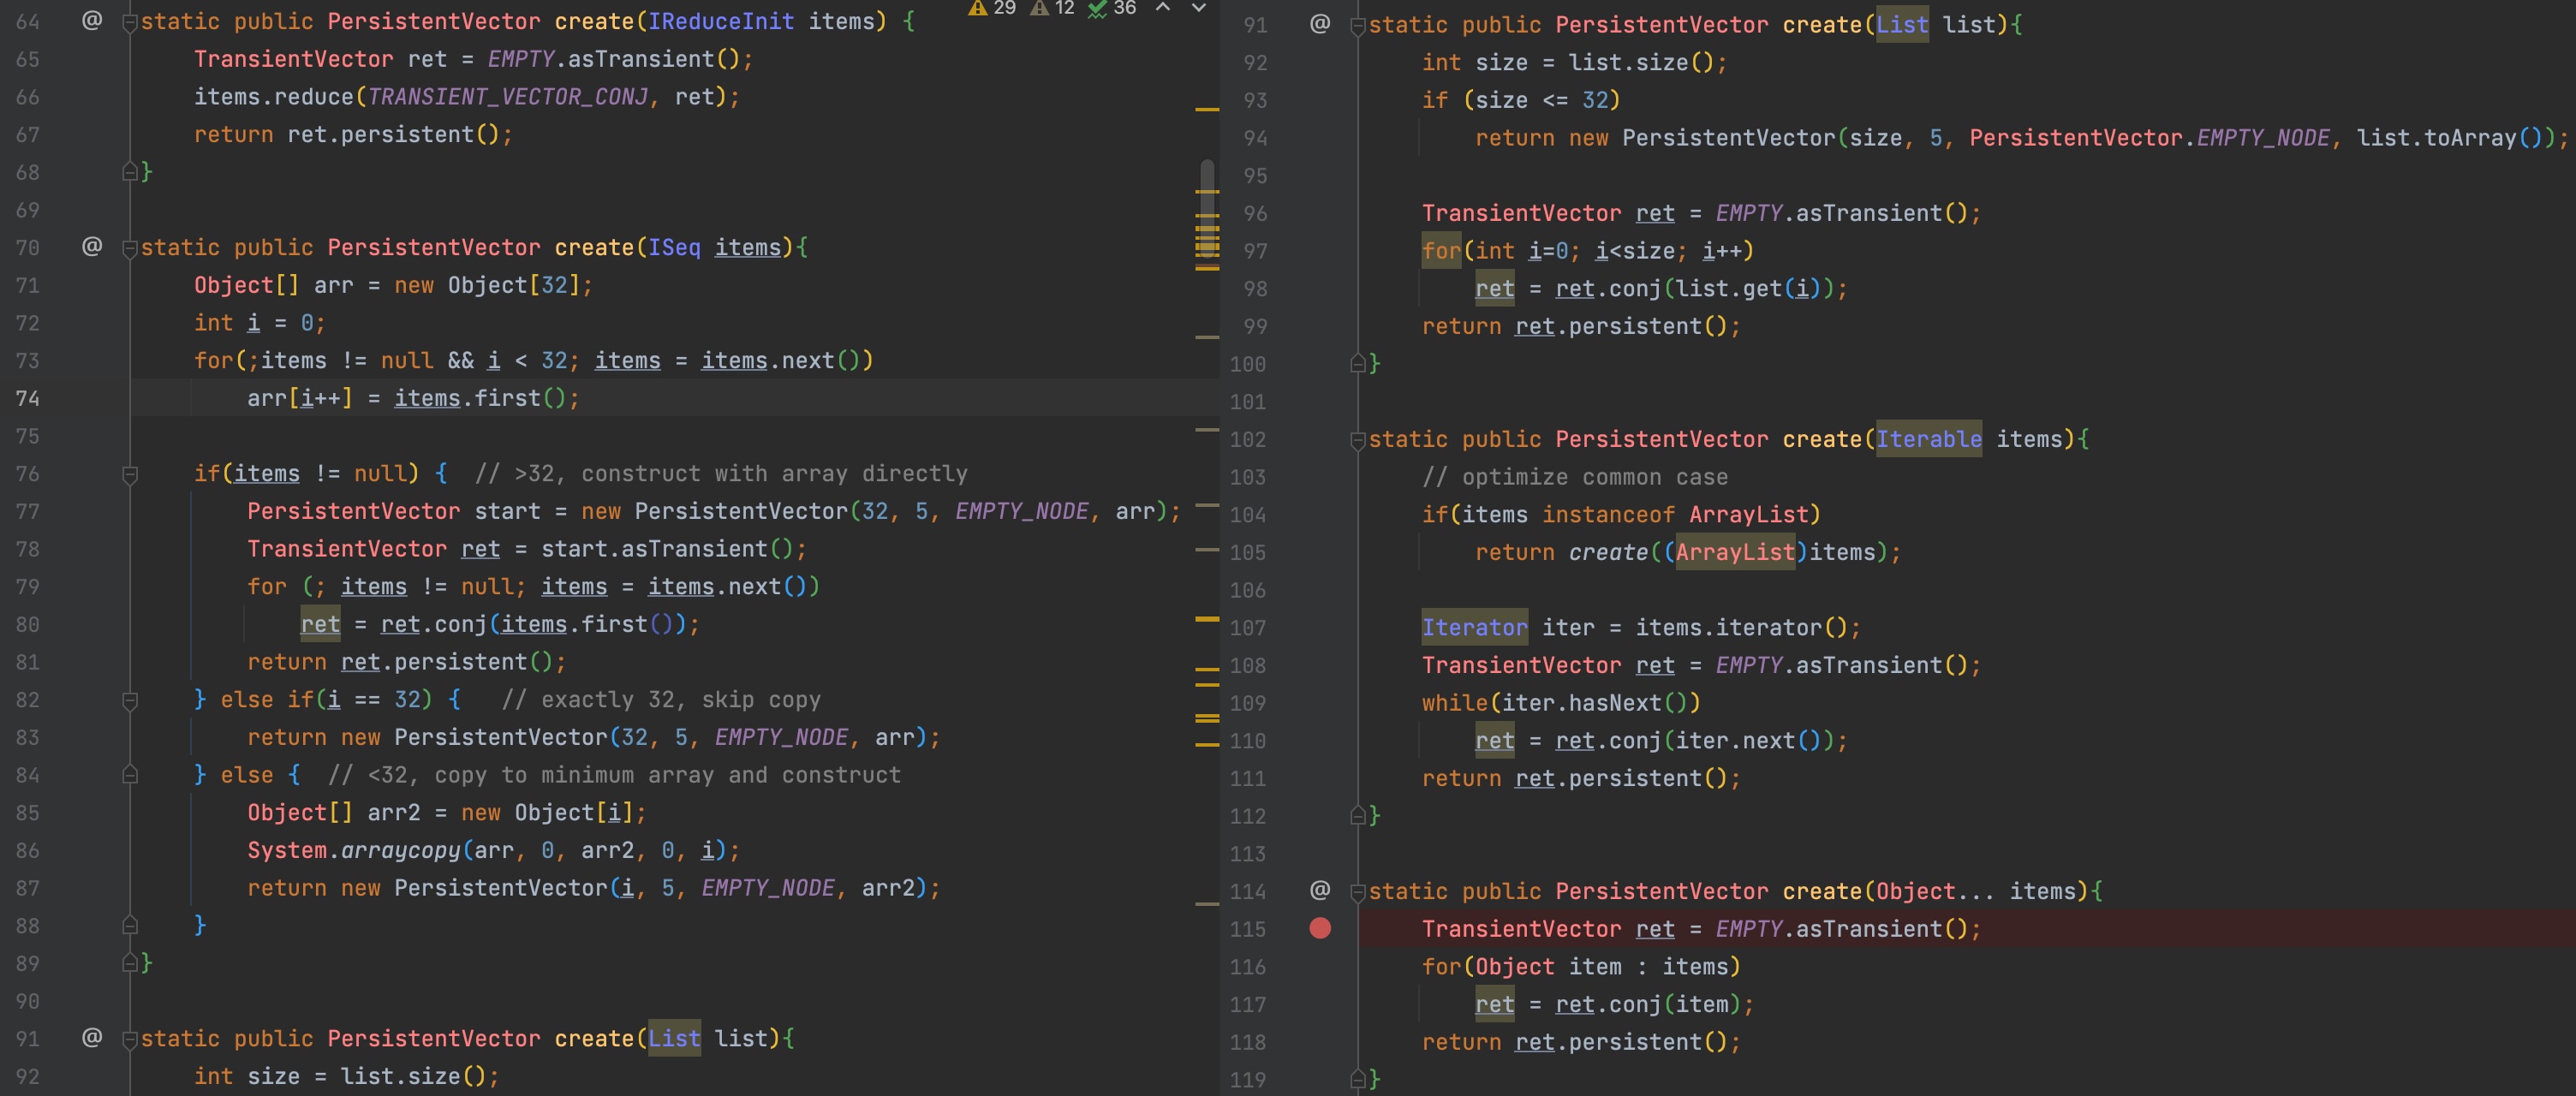 29 12 36
64 @ static public PersistentVector create(IReduceInit items) {
65 TransientVector ret = EMPTY.asTransient();
66 items.reduce(TRANSIENT_VECTOR_CONJ, ret);
67 return ret.persistent();
68 }
69
70 @ static public PersistentVector create(ISeq items){
71 Object[] arr = new Object[32];
72 int i = 0;
73 for(;items != null && i < 32; items = items.next())
74 arr[i++] = items.first();
75
76 if(items != null) { // >32, construct with array directly
77 PersistentVector start = new PersistentVector(32, 5, EMPTY_NODE, arr);
78 TransientVector ret = start.asTransient();
79 for (; items != null; items = items.next())
80 ret = ret.conj(items.first());
81 return ret.persistent();
82 } else if(i == 32) { // exactly 32, skip copy
83 return new PersistentVector(32, 5, EMPTY_NODE, arr);
84 } else { // <32, copy to minimum array and construct
85 Object[] arr2 = new Object[i];
86 System.arraycopy(arr, 0, arr2, 0, i);
87 return new PersistentVector(i, 5, EMPTY_NODE, arr2);
88 }
89 }
90
91 @ static public PersistentVector create(List list){
92 int size = list.size();
91 @ static public PersistentVector create(List list){
92 int size = list.size();
93 if (size <= 32)
94 return new PersistentVector(size, 5, PersistentVector.EMPTY_NODE, list.toArray());
95
96 TransientVector ret = EMPTY.asTransient();
97 for(int i=0; i<size; i++)
98 ret = ret.conj(list.get(i));
99 return ret.persistent();
100 }
101
102 static public PersistentVector create(Iterable items){
103 // optimize common case
104 if(items instanceof ArrayList)
105 return create((ArrayList)items);
106
107 Iterator iter = items.iterator();
108 TransientVector ret = EMPTY.asTransient();
109 while(iter.hasNext())
110 ret = ret.conj(iter.next());
111 return ret.persistent();
112 }
113
114 @ static public PersistentVector create(Object... items){
115 TransientVector ret = EMPTY.asTransient();
116 for(Object item : items)
117 ret = ret.conj(item);
118 return ret.persistent();
119 }